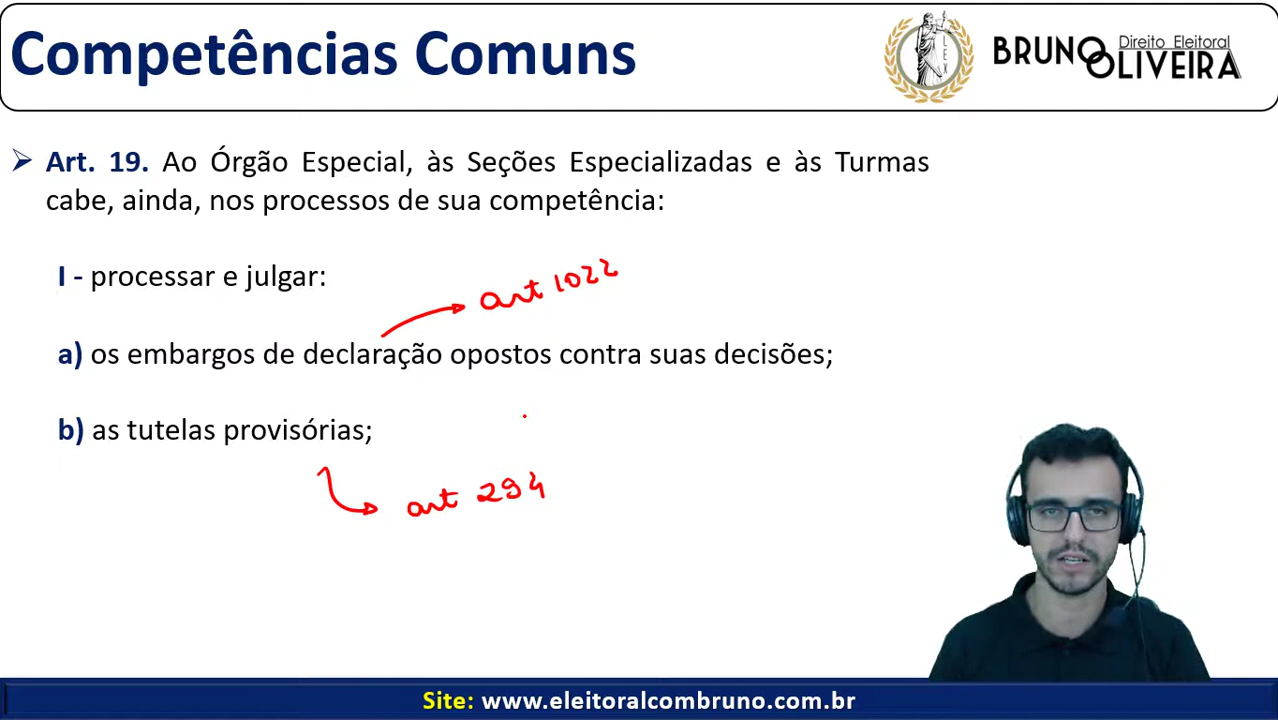 Competências Comuns
LEX
BRUNO OLIVEIRA
Direito Eleitoral
➢ Art. 19. Ao Órgão Especial, às Seções Especializadas e às Turmas
cabe, ainda, nos processos de sua competência:
I - processar e julgar:
art 1022
a) os embargos de declaração opostos contra suas decisões;
b) as tutelas provisórias;
art 294
Site: www.eleitoralcombruno.com.br